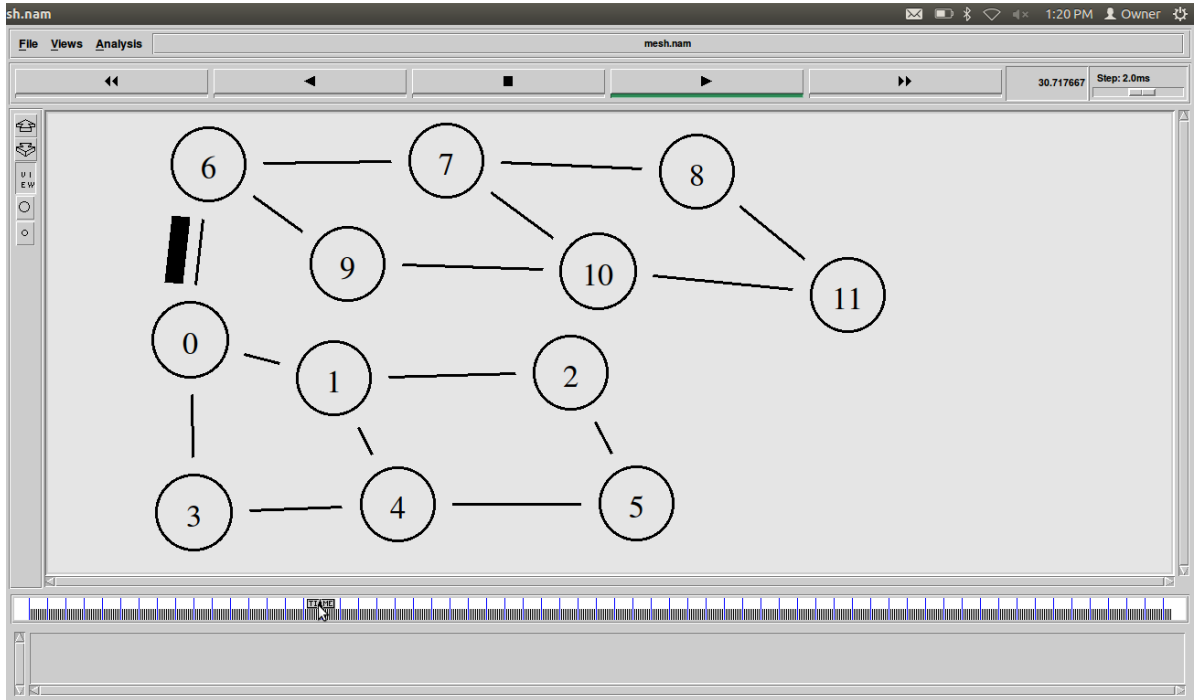 sh.nam 1:20 PM Owner
File Views Analysis mesh.nam
30.717667 Step: 2.0ms
V I
E W
6 7 8
9 10 11
0 1 2
3 4 5
TIME